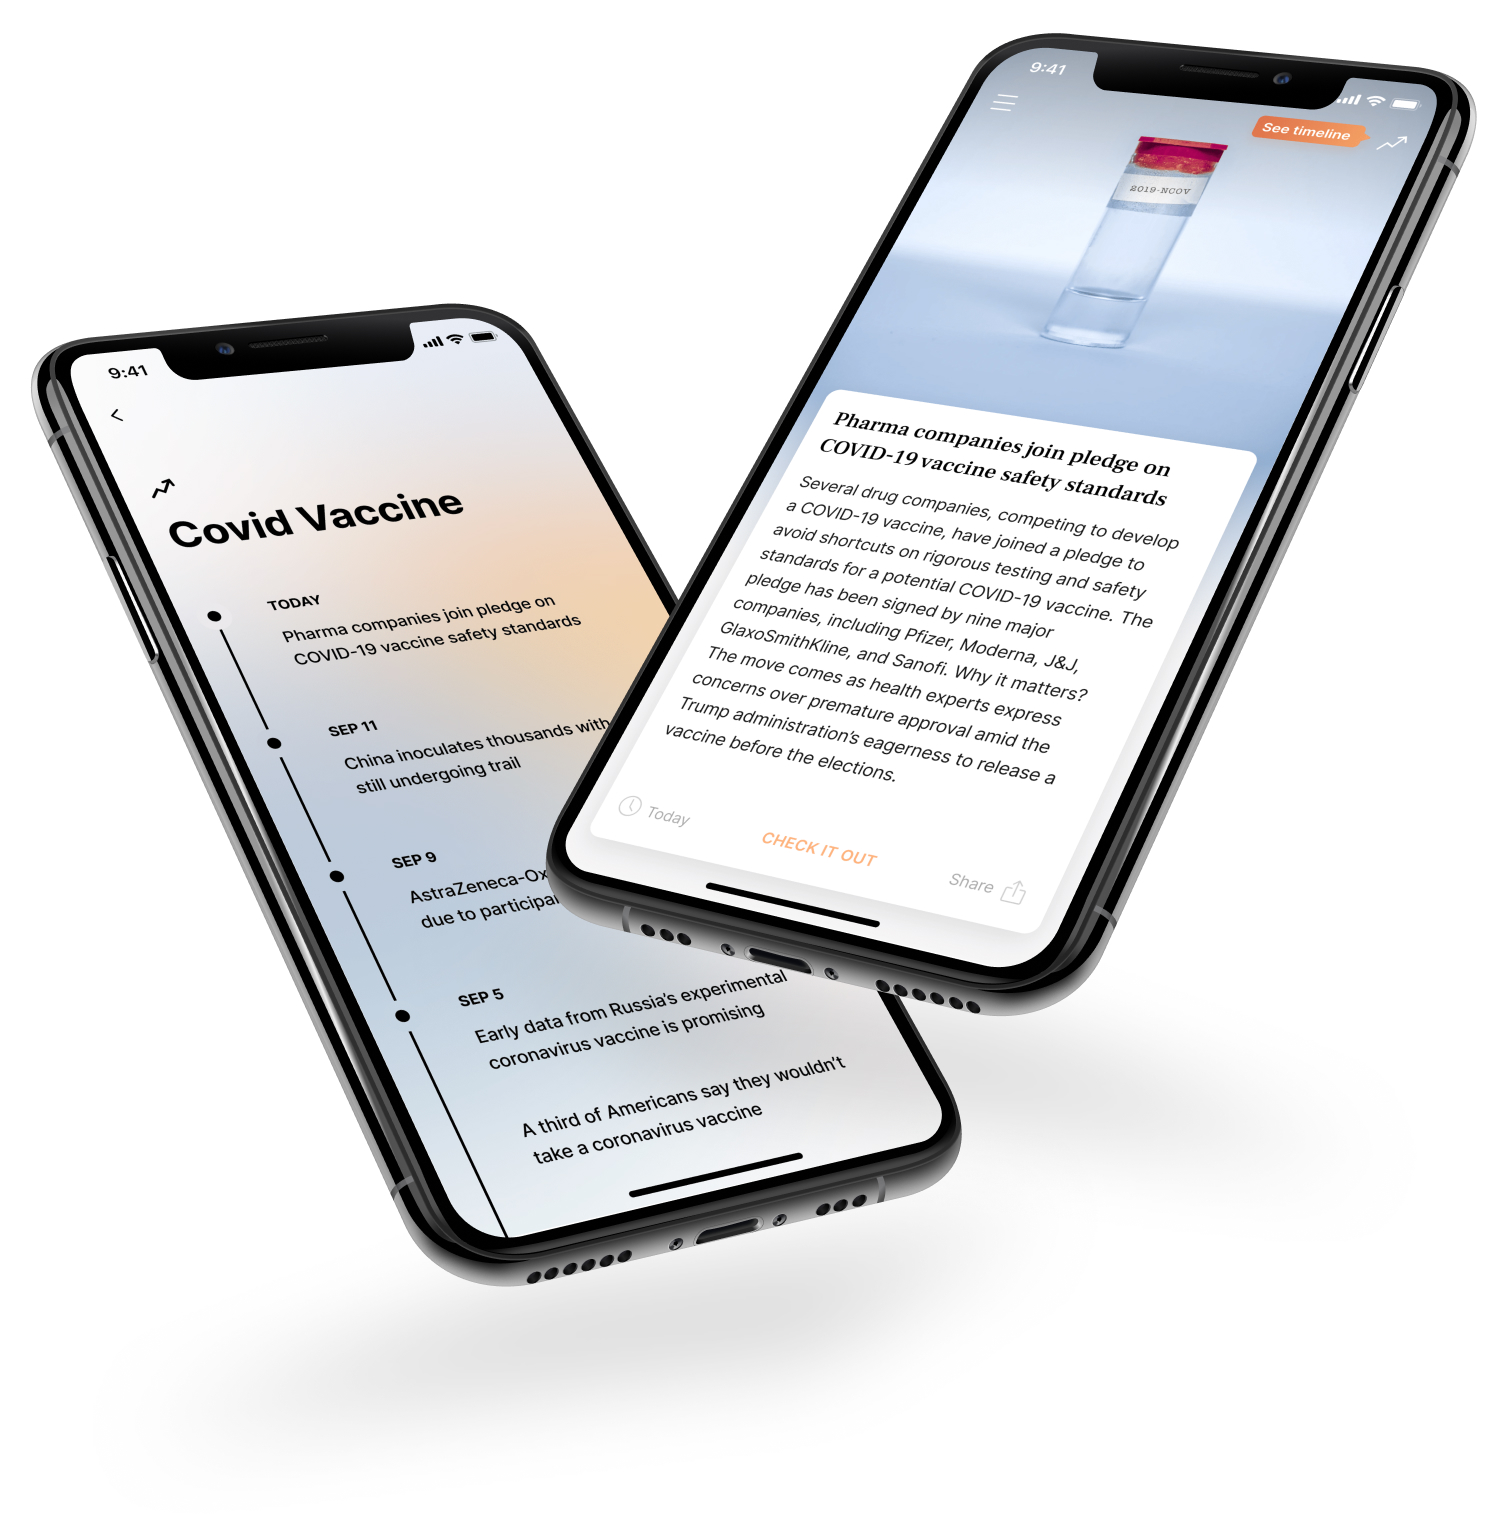 9:41
Covid Vaccine
TODAY
Pharma companies join pledge on
COVID-19 vaccine safety standards
SEP 11
China inoculates thousands with
still undergoing trail
SEP 9
AstraZeneca-Ox
due to participa
SEP 5
Early data from Russia's experimental
coronavirus vaccine is promising
A third of Americans say they wouldn't
take a coronavirus vaccine
9:41
See timeline
2019-NCOV
Pharma companies join pledge on
COVID-19 vaccine safety standards
Several drug companies, competing to develop
a COVID-19 vaccine, have joined a pledge to
avoid shortcuts on rigorous testing and safety
standards for a potential COVID-19 vaccine. The
pledge has been signed by nine major
companies, including Pfizer, Moderna, J&J,
GlaxoSmithKline, and Sanofi. Why it matters?
The move comes as health experts express
concerns over premature approval amid the
Trump administration's eagerness to release a
vaccine before the elections.
Today
CHECK IT OUT
Share